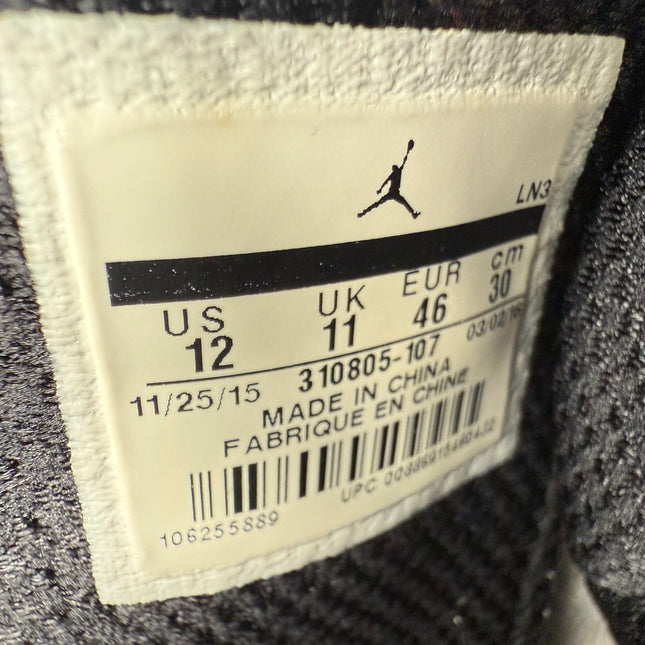 LN3
US UK EUR cm
12 11 46 30
11/25/15 310805-107 03/02/16
MADE IN CHINA
FABRIQUE EN CHINE
106255889 UPC